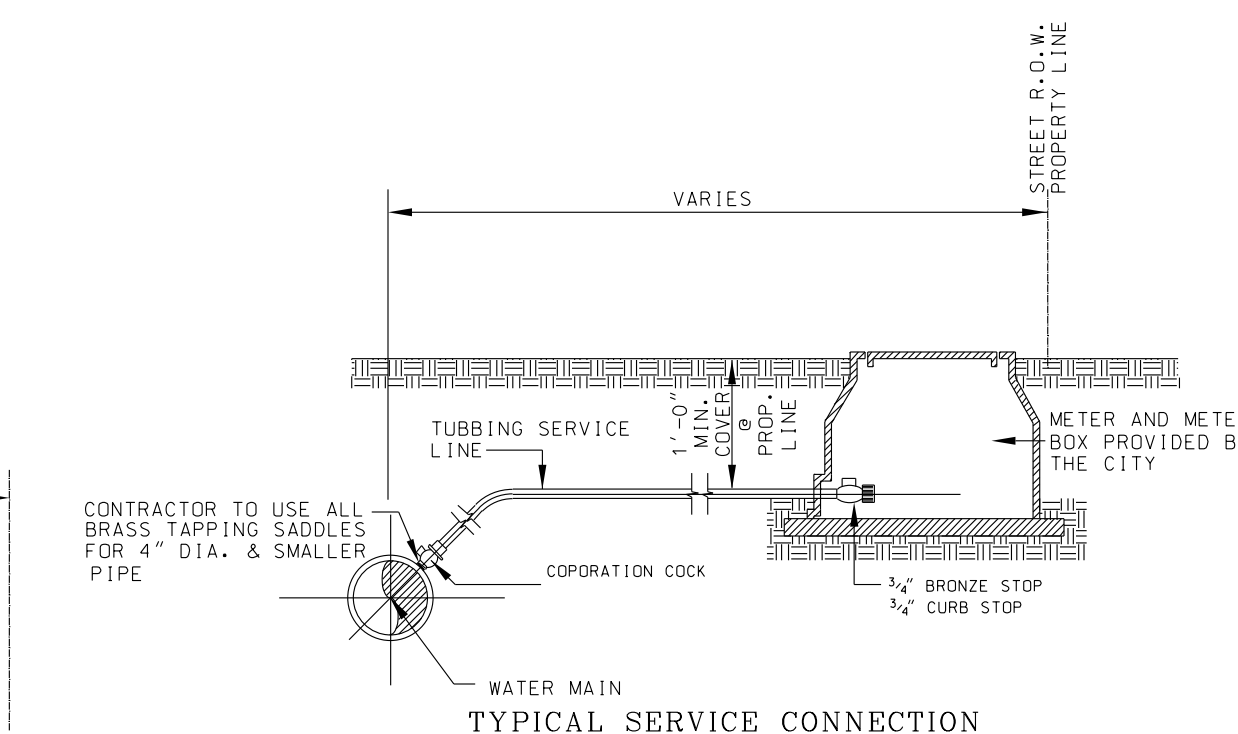 STREET R.O.W.
PROPERTY LINE
VARIES
1'-0"
MIN.
COVER
@
PROP.
LINE
TUBBING SERVICE
LINE
METER AND METE
BOX PROVIDED B
THE CITY
CONTRACTOR TO USE ALL
BRASS TAPPING SADDLES
FOR 4" DIA. & SMALLER
PIPE
COPORATION COCK
3/4" BRONZE STOP
3/4" CURB STOP
WATER MAIN
TYPICAL SERVICE CONNECTION